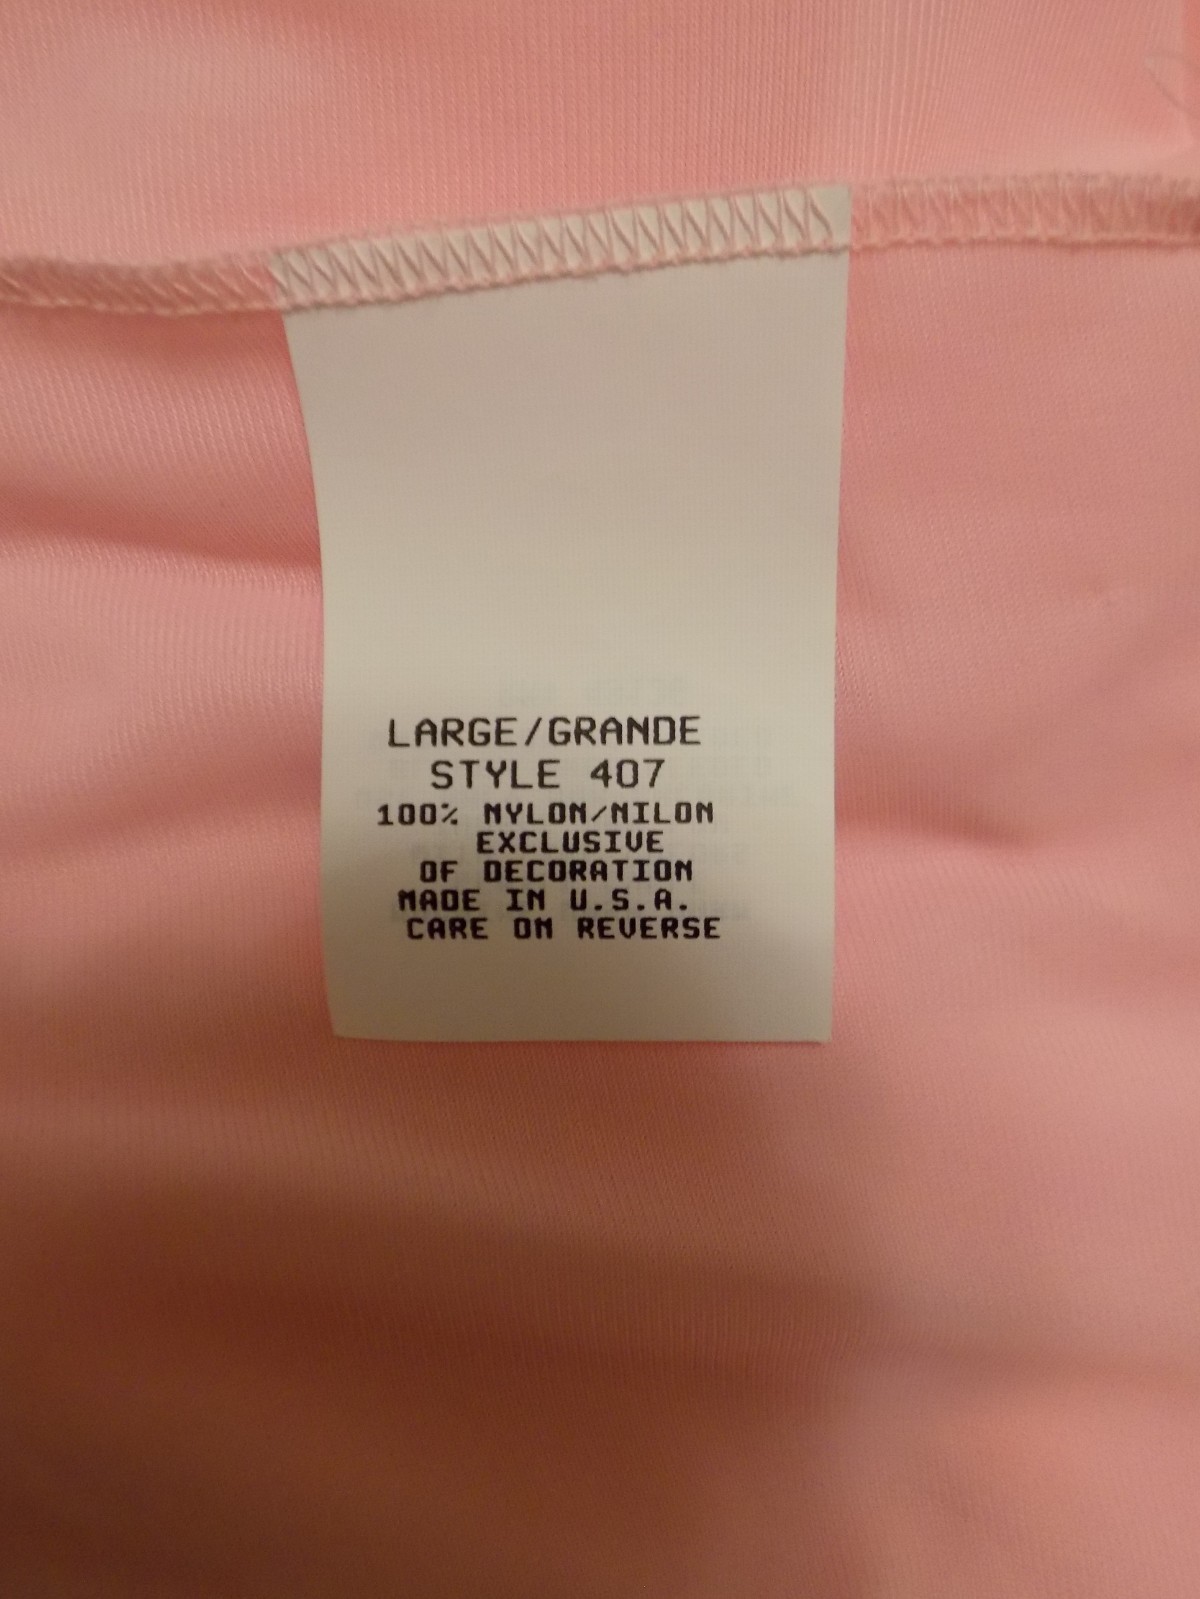 LARGE/GRANDE
STYLE 407
100% NYLON/NILON
EXCLUSIVE
OF DECORATION
MADE IN U.S.A.
CARE ON REVERSE